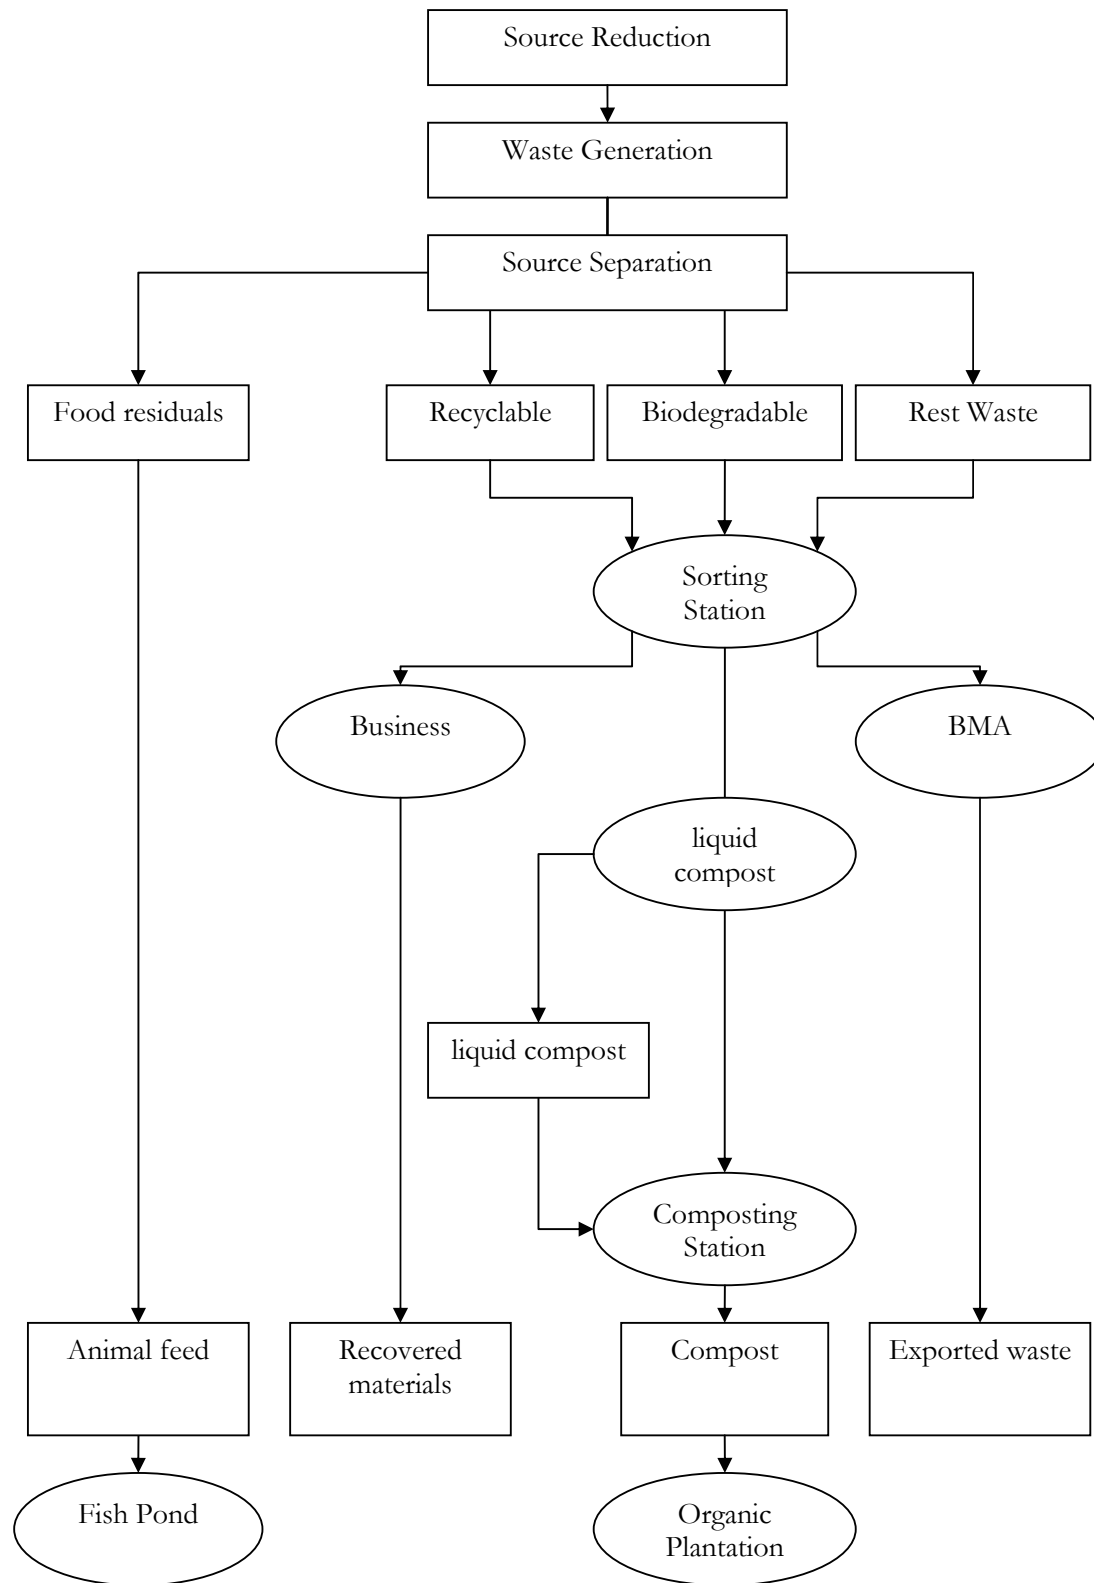 Source Reduction
Waste Generation
Source Separation
Food residuals
Recyclable
Biodegradable
Rest Waste
Sorting
Station
Business
BMA
liquid
compost
liquid compost
Composting
Station
Animal feed
Recovered
materials
Compost
Exported waste
Fish Pond
Organic
Plantation